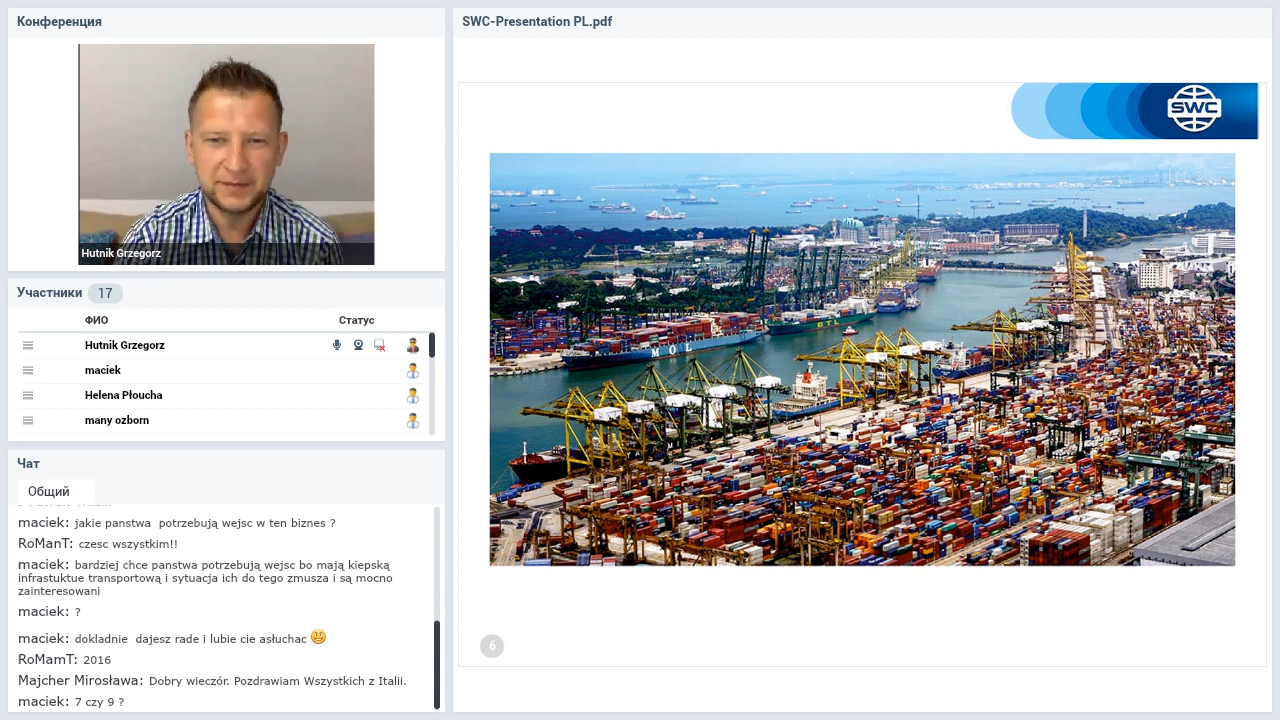 Конференция
Hutnik Grzegorz
Участники 17
ФИО Статус
Hutnik Grzegorz
maciek
Helena Płoucha
many ozborn
Чат
Общий
maciek: jakie panstwa potrzebują wejsc w ten biznes ?
RoManT: czesc wszystkim!!
maciek: bardziej chce panstwa potrzebują wejsc bo mają kiepską
infrastuktue transportową i sytuacja ich do tego zmusza i są mocno
zainteresowani
maciek: ?
maciek: dokladnie dajesz rade i lubie cie asłuchac
RoMamT: 2016
Majcher Mirosława: Dobry wieczór. Pozdrawiam Wszystkich z Italii.
maciek: 7 czy 9 ?
SWC-Presentation PL.pdf
SWC
MOL
6